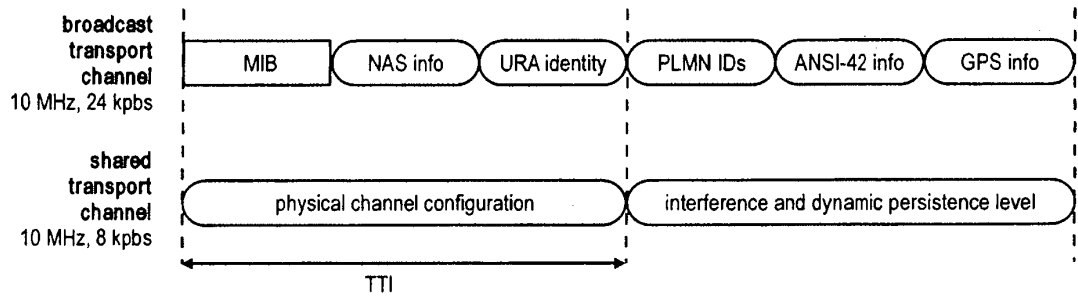 broadcast
transport
channel
10 MHz, 24 kpbs
MIB
NAS info
URA identity
PLMN IDs
ANSI-42 info
GPS info
shared
transport
channel
10 MHz, 8 kpbs
physical channel configuration
interference and dynamic persistence level
TTI